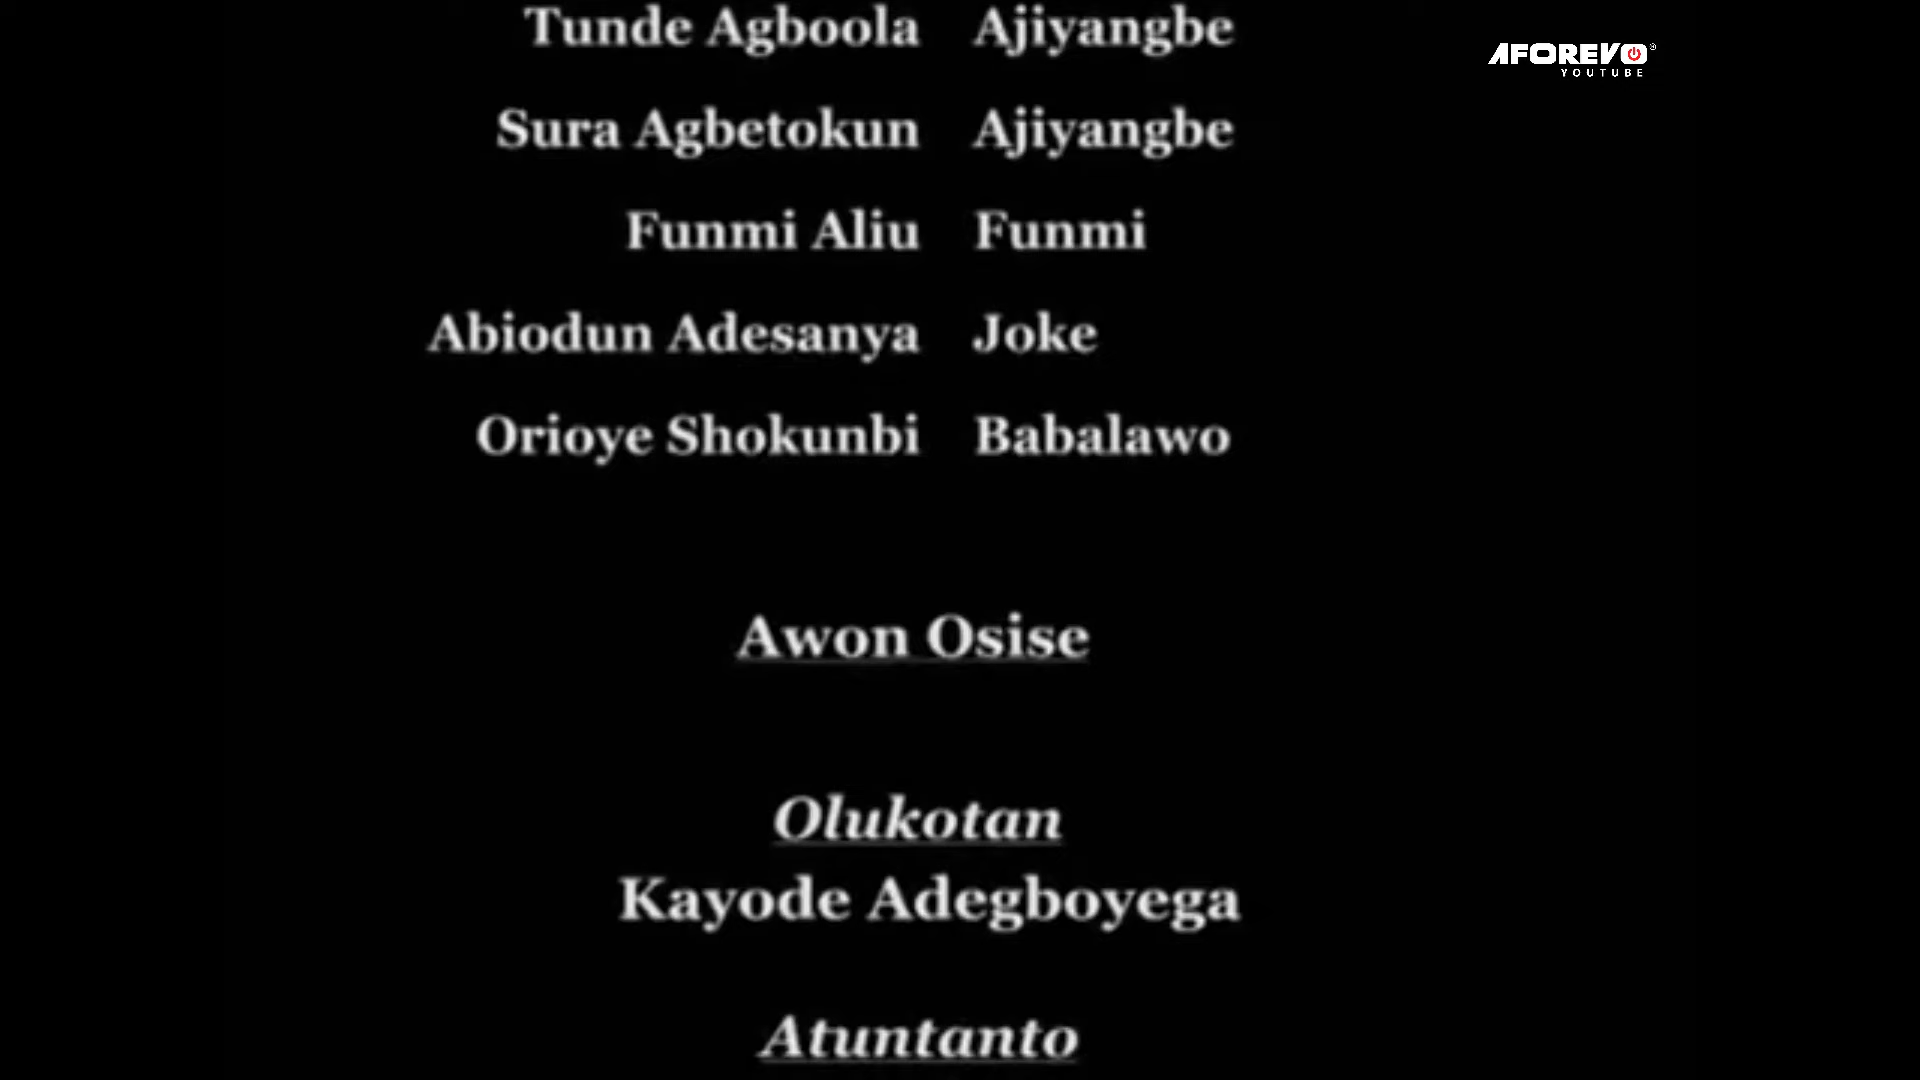 Tunde Agboola Ajiyangbe
AFOREVO
YOUTUBE
Sura Agbetokun Ajiyangbe
Funmi Aliu Funmi
Abiodun Adesanya Joke
Orioye Shokunbi Babalawo
Awon Osise
Olukotan
Kayode Adegboyega
Atuntanto